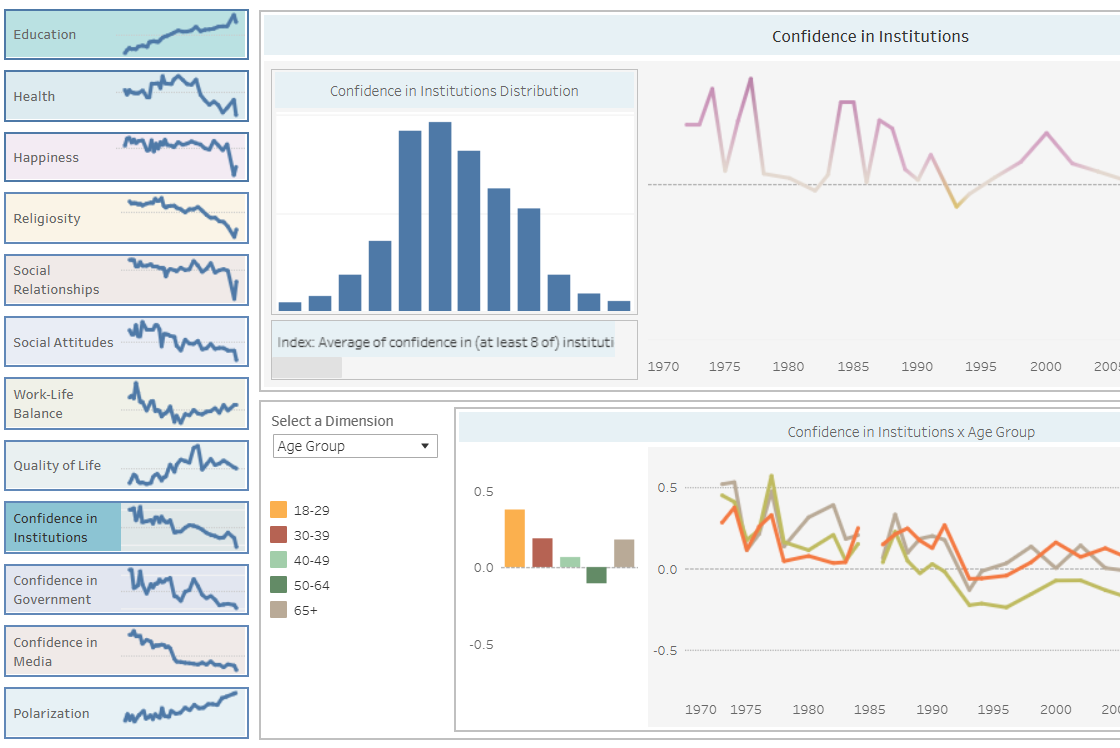 Education
Health
Happiness
Religiosity
Social
Relationships
Social Attitudes
Work-Life
Balance
Quality of Life
Confidence in
Institutions
Confidence in
Government
Confidence in
Media
Polarization
Confidence in Institutions
Confidence in Institutions Distribution
Index: Average of confidence in (at least 8 of) instituti
1970 1975 1980 1985 1990 1995 2000 2005
Select a Dimension
Age Group
18-29
30-39
40-49
50-64
65+
Confidence in Institutions x Age Group
0.5
0.0
-0.5
0.5
0.0
-0.5
1970 1975 1980 1985 1990 1995 2000 200